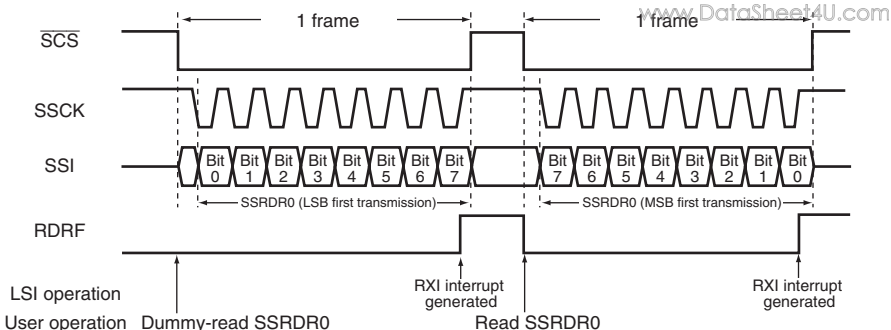 www.DataSheet4U.com
1 frame 1 frame
SCS
SSCK
SSI Bit 0 Bit 1 Bit 2 Bit 3 Bit 4 Bit 5 Bit 6 Bit 7 Bit 7 Bit 6 Bit 5 Bit 4 Bit 3 Bit 2 Bit 1 Bit 0
SSRDR0 (LSB first transmission) SSRDR0 (MSB first transmission)
RDRF
LSI operation RXI interrupt generated RXI interrupt generated
User operation Dummy-read SSRDR0 Read SSRDR0